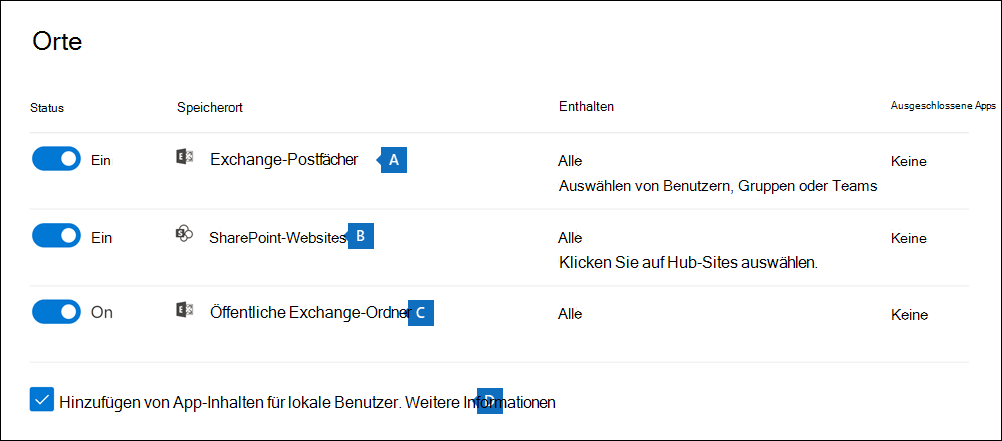 Orte
Status Speicherort Enthalten Ausgeschlossene Apps
Ein Exchange-Postfächer A Alle Keine
Auswählen von Benutzern, Gruppen oder Teams
Ein SharePoint-Websites B Alle Keine
Klicken Sie auf Hub-Sites auswählen.
On Öffentliche Exchange-Ordner C Alle Keine
Hinzufügen von App-Inhalten für lokale Benutzer. Weitere Informationen D